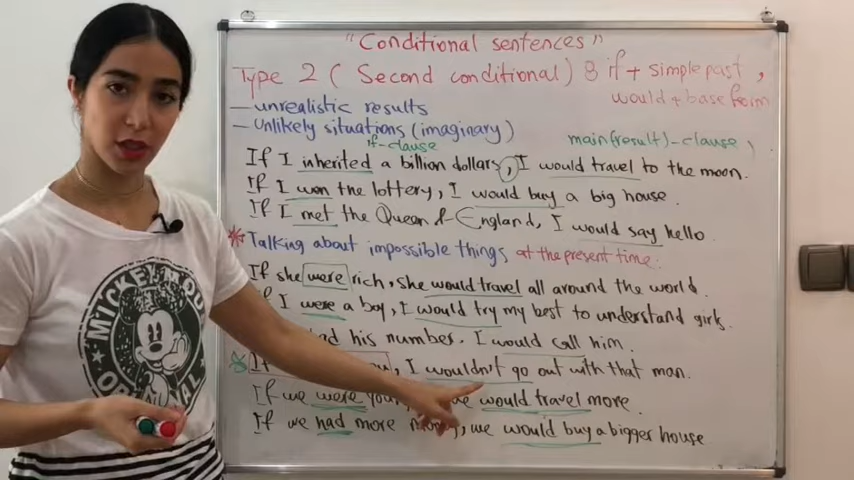 "Conditional sentences"
Type 2 (Second conditional) 8 if + simple past,
would + base form
- unrealistic results
- Unlikely situations (imaginary)
if-clause main(result)-clause
If I inherited a billion dollars, I would travel to the moon.
If I won the lottery, I would buy a big house.
If I met the Queen of England, I would say hello.
* Talking about impossible things at the present time.
If she were rich, she would travel all around the world.
I were a boy, I would try my best to understand girls.
had his number. I would call him.
I wouldn't go out with that man.
If we were would travel more.
If we had more we would buy a bigger house
MICKEY MOUSE